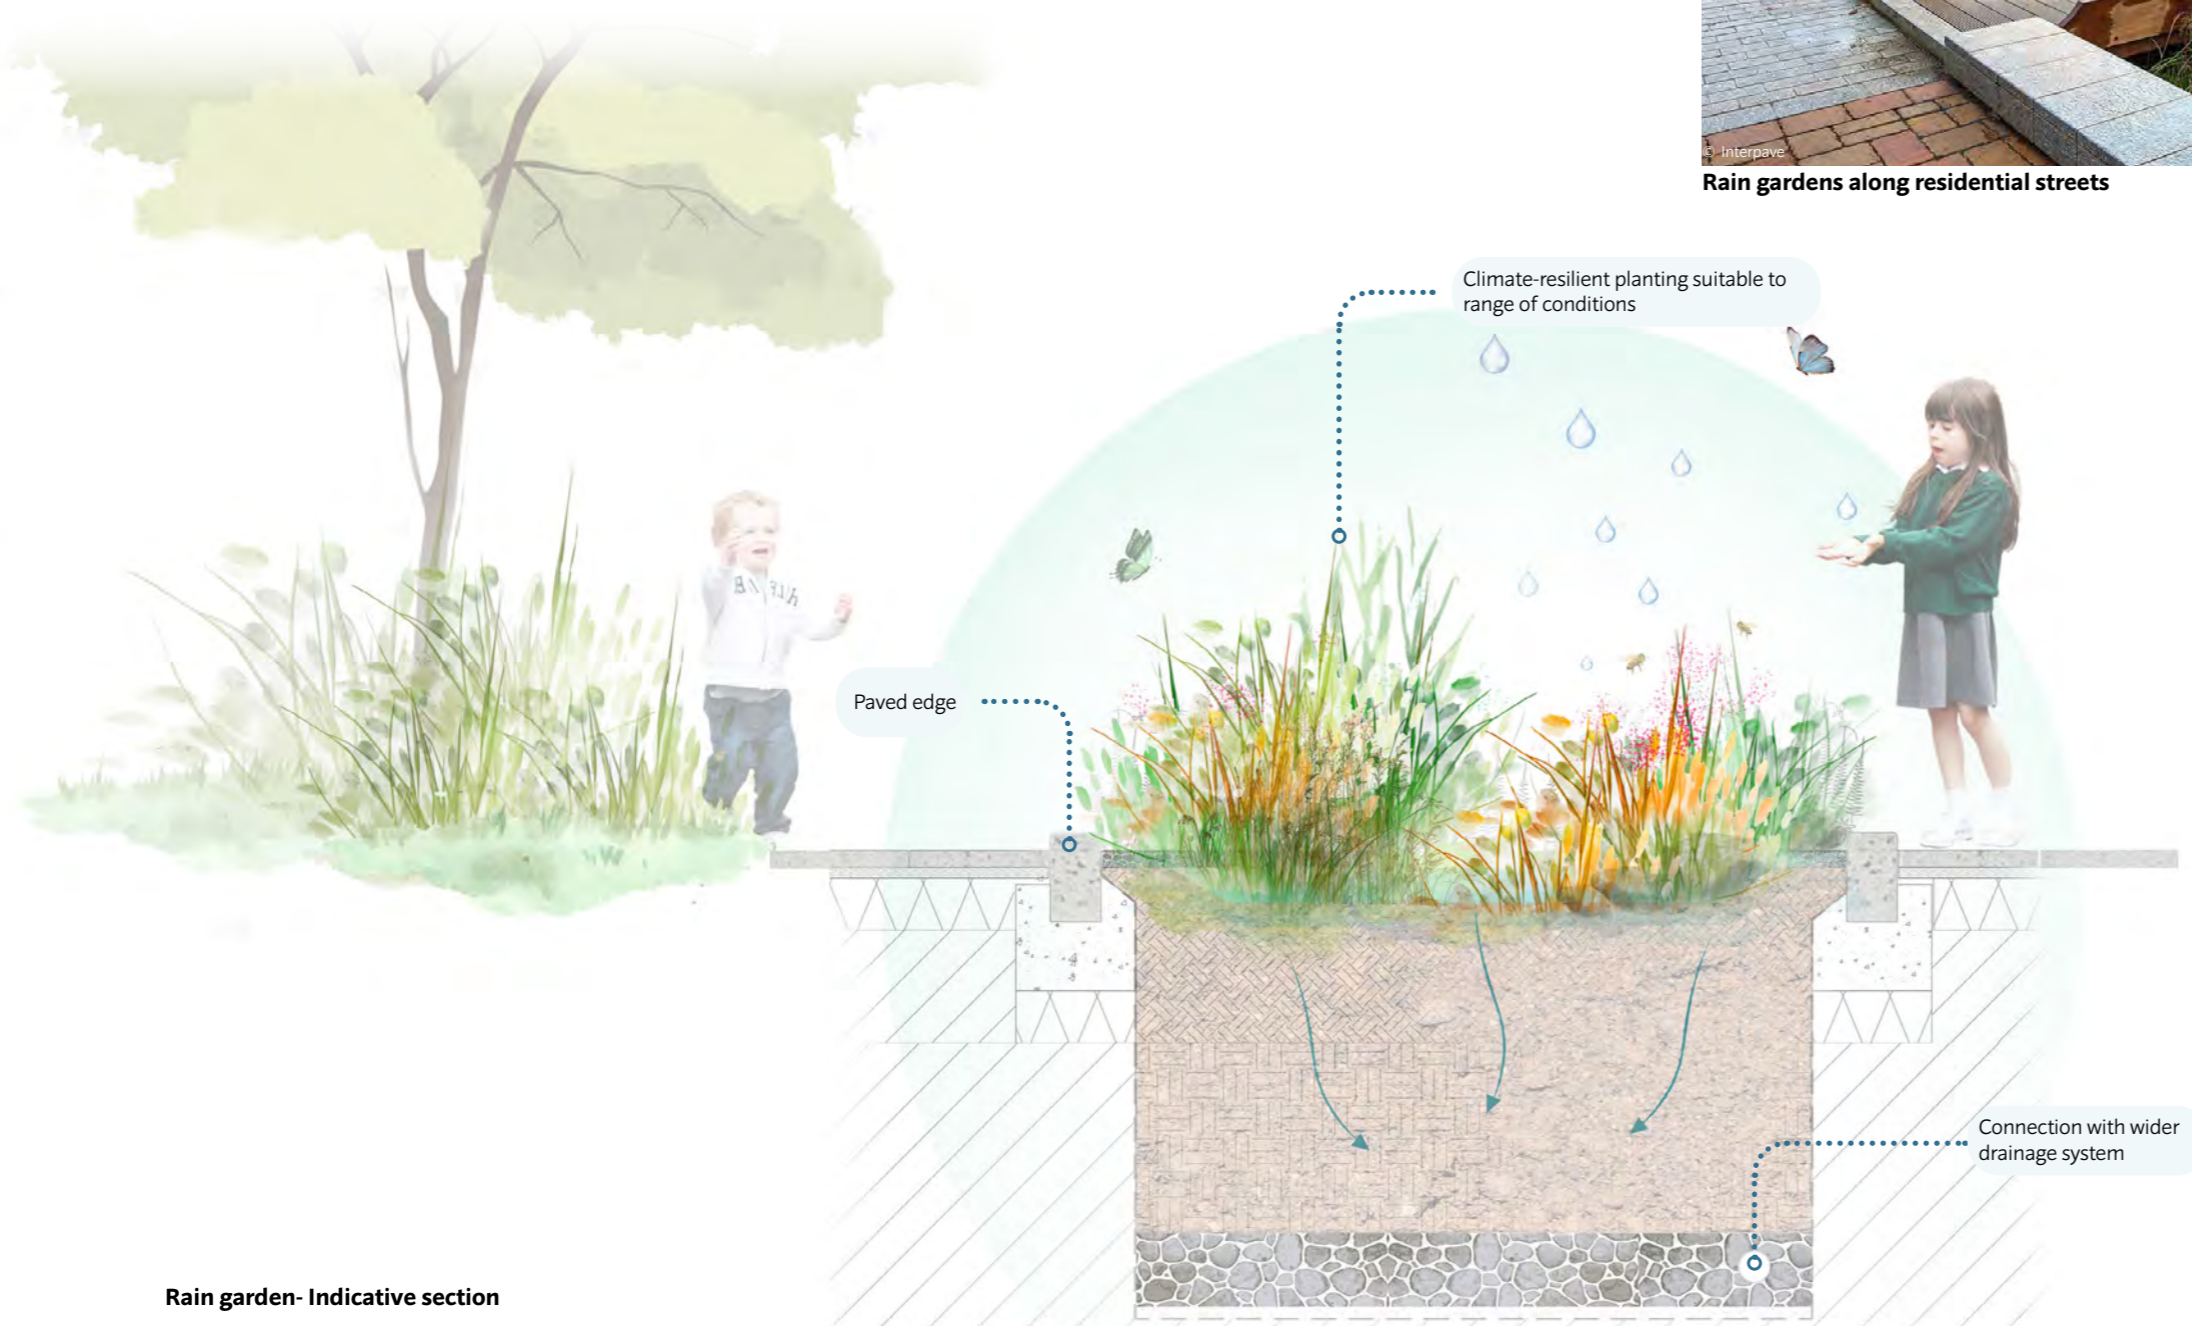 © Interpave
Rain gardens along residential streets
Climate-resilient planting suitable to
range of conditions
Paved edge
Connection with wider
drainage system
Rain garden- Indicative section